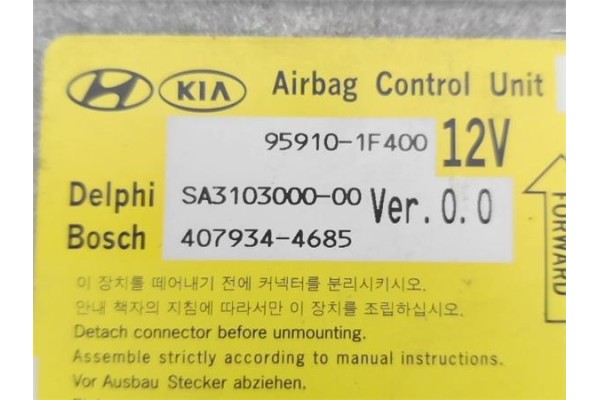 KIA Airbag Control Unit
95910-1F400 12V
Delphi SA3103000-00 Ver.0.0
Bosch 407934-4685
FORWARD
이 장치를 떼어내기 전에 커넥터를 분리시키시오.
안내 책자의 지침에 따라서만 이 장치를 조립하십시오.
Detach connector before unmounting.
Assemble strictly according to manual instructions.
Vor Ausbau Stecker abziehen.